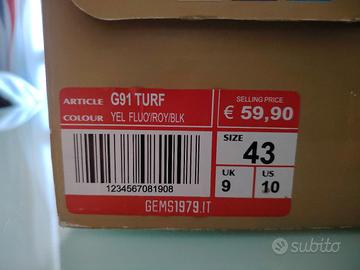 ARTICLE G91 TURF
COLOUR YEL FLUO'/ROY/BLK
SELLING PRICE
€ 59,90
SIZE
43
UK US
9 10
1234567081908
GEMS1979.IT
subito